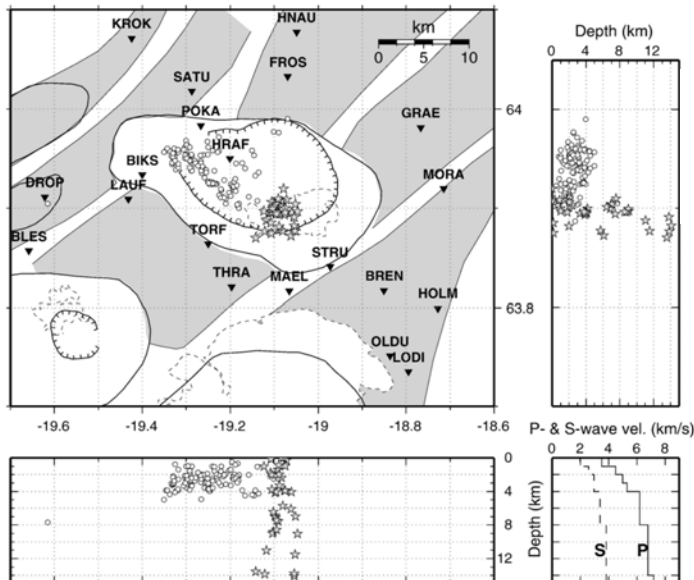 KROK
HNAU
km
0 5 10
FROS
SATU
POKA
GRAE
HRAF
BIKS
DROP
LAUF
MORA
TORF
BLES
STRU
THRA
MAEL
BREN
HOLM
OLDU
LODI
64
63.8
-19.6 -19.4 -19.2 -19 -18.8 -18.6
Depth (km)
0 4 8 12
0
4
8
12
P- & S-wave vel. (km/s)
0 2 4 6 8
Depth (km)
S P